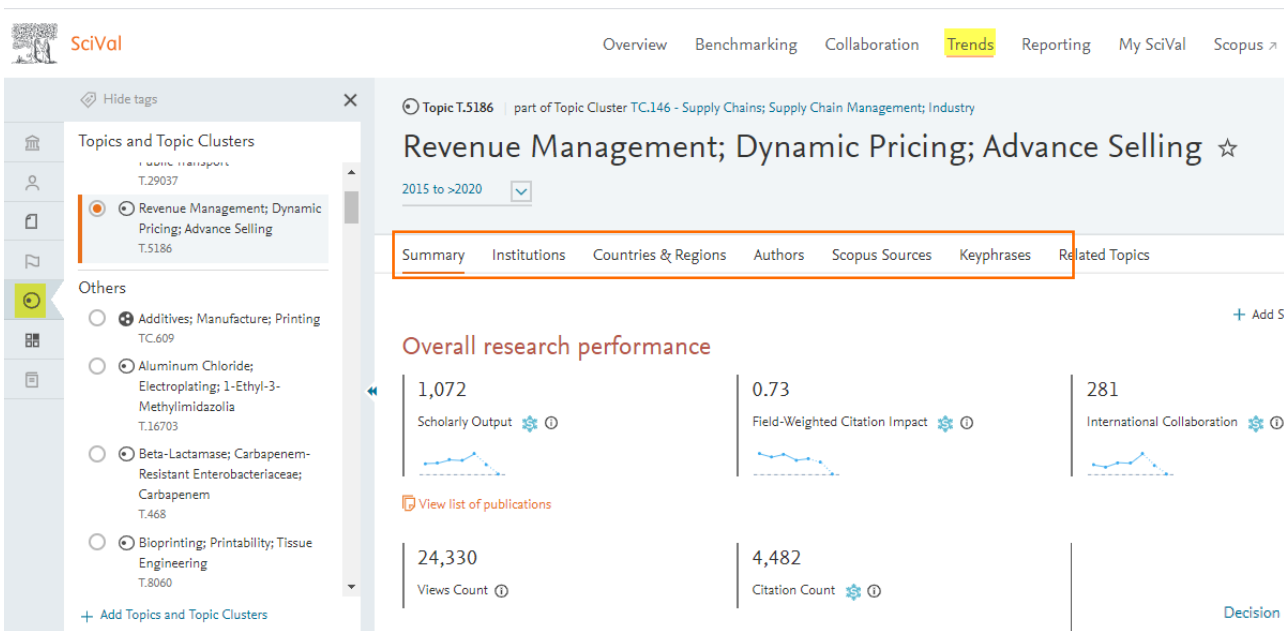 SciVal
Overview Benchmarking Collaboration Trends Reporting My SciVal Scopus
Hide tags
Topics and Topic Clusters
Public Transport
T.29037
Revenue Management; Dynamic
Pricing; Advance Selling
T.5186
Others
Additives; Manufacture; Printing
TC.609
Aluminum Chloride;
Electroplating; 1-Ethyl-3-
Methylimidazolia
T.16703
Beta-Lactamase; Carbapenem-
Resistant Enterobacteriaceae;
Carbapenem
T.468
Bioprinting; Printability; Tissue
Engineering
T.8060
+ Add Topics and Topic Clusters
Topic T.5186 | part of Topic Cluster TC.146 - Supply Chains; Supply Chain Management; Industry
Revenue Management; Dynamic Pricing; Advance Selling
2015 to >2020
Summary Institutions Countries & Regions Authors Scopus Sources Keyphrases Related Topics
+ Add S
Overall research performance
1,072
Scholarly Output
0.73
Field-Weighted Citation Impact
281
International Collaboration
View list of publications
24,330
Views Count
4,482
Citation Count
Decision